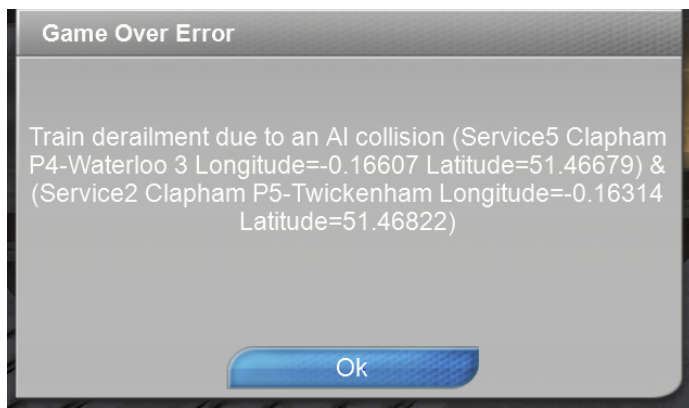 Game Over Error
Train derailment due to an AI collision (Service5 Clapham
P4-Waterloo 3 Longitude=-0.16607 Latitude=51.46679) &
(Service2 Clapham P5-Twickenham Longitude=-0.16314
Latitude=51.46822)
Ok